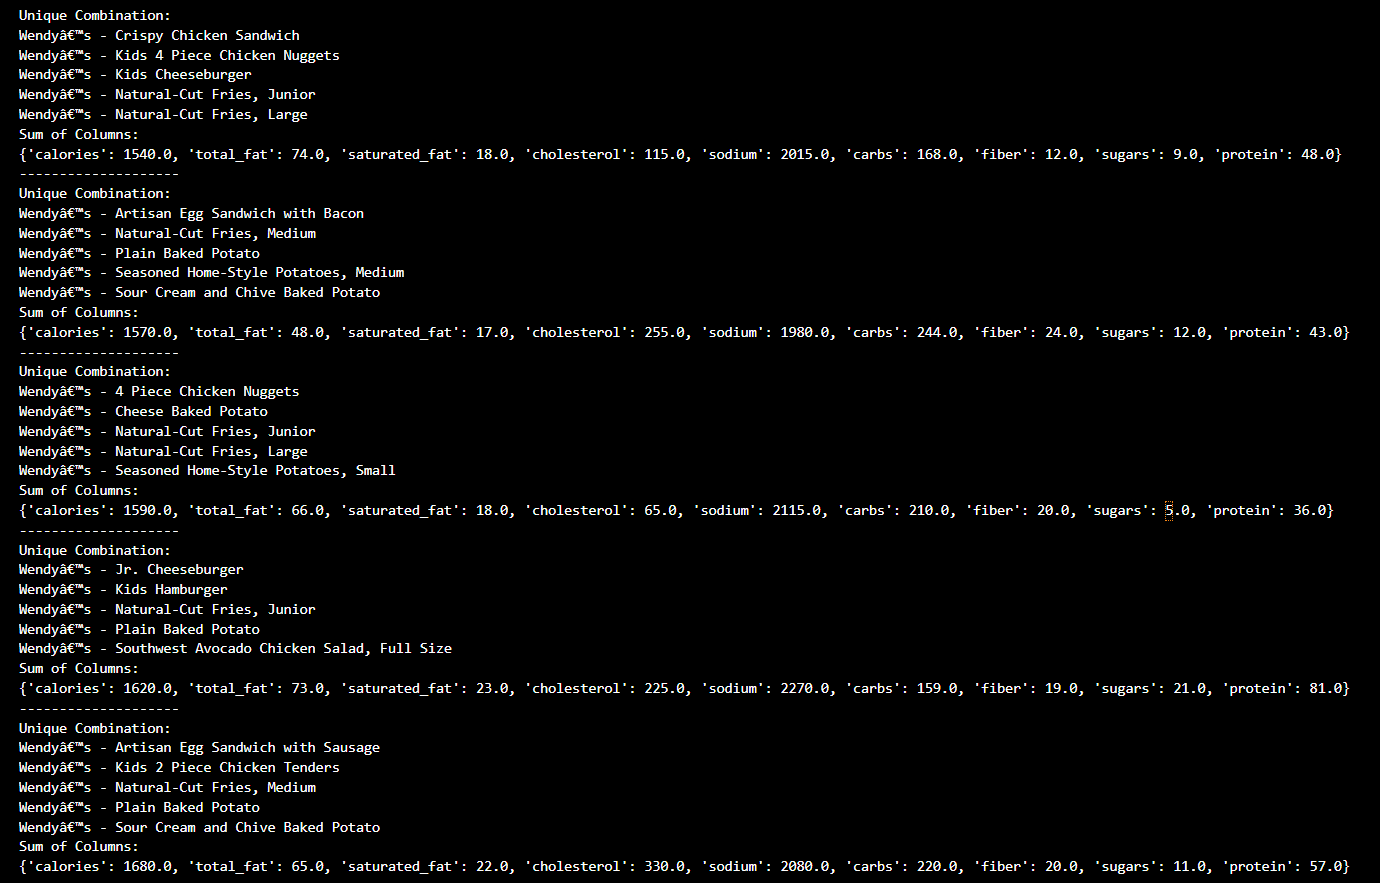 Unique Combination:
Wendyâ€™s - Crispy Chicken Sandwich
Wendyâ€™s - Kids 4 Piece Chicken Nuggets
Wendyâ€™s - Kids Cheeseburger
Wendyâ€™s - Natural-Cut Fries, Junior
Wendyâ€™s - Natural-Cut Fries, Large
Sum of Columns:
{'calories': 1540.0, 'total_fat': 74.0, 'saturated_fat': 18.0, 'cholesterol': 115.0, 'sodium': 2015.0, 'carbs': 168.0, 'fiber': 12.0, 'sugars': 9.0, 'protein': 48.0}
--------------------
Unique Combination:
Wendyâ€™s - Artisan Egg Sandwich with Bacon
Wendyâ€™s - Natural-Cut Fries, Medium
Wendyâ€™s - Plain Baked Potato
Wendyâ€™s - Seasoned Home-Style Potatoes, Medium
Wendyâ€™s - Sour Cream and Chive Baked Potato
Sum of Columns:
{'calories': 1570.0, 'total_fat': 48.0, 'saturated_fat': 17.0, 'cholesterol': 255.0, 'sodium': 1980.0, 'carbs': 244.0, 'fiber': 24.0, 'sugars': 12.0, 'protein': 43.0}
--------------------
Unique Combination:
Wendyâ€™s - 4 Piece Chicken Nuggets
Wendyâ€™s - Cheese Baked Potato
Wendyâ€™s - Natural-Cut Fries, Junior
Wendyâ€™s - Natural-Cut Fries, Large
Wendyâ€™s - Seasoned Home-Style Potatoes, Small
Sum of Columns:
{'calories': 1590.0, 'total_fat': 66.0, 'saturated_fat': 18.0, 'cholesterol': 65.0, 'sodium': 2115.0, 'carbs': 210.0, 'fiber': 20.0, 'sugars': 5.0, 'protein': 36.0}
--------------------
Unique Combination:
Wendyâ€™s - Jr. Cheeseburger
Wendyâ€™s - Kids Hamburger
Wendyâ€™s - Natural-Cut Fries, Junior
Wendyâ€™s - Plain Baked Potato
Wendyâ€™s - Southwest Avocado Chicken Salad, Full Size
Sum of Columns:
{'calories': 1620.0, 'total_fat': 73.0, 'saturated_fat': 23.0, 'cholesterol': 225.0, 'sodium': 2270.0, 'carbs': 159.0, 'fiber': 19.0, 'sugars': 21.0, 'protein': 81.0}
--------------------
Unique Combination:
Wendyâ€™s - Artisan Egg Sandwich with Sausage
Wendyâ€™s - Kids 2 Piece Chicken Tenders
Wendyâ€™s - Natural-Cut Fries, Medium
Wendyâ€™s - Plain Baked Potato
Wendyâ€™s - Sour Cream and Chive Baked Potato
Sum of Columns:
{'calories': 1680.0, 'total_fat': 65.0, 'saturated_fat': 22.0, 'cholesterol': 330.0, 'sodium': 2080.0, 'carbs': 220.0, 'fiber': 20.0, 'sugars': 11.0, 'protein': 57.0}